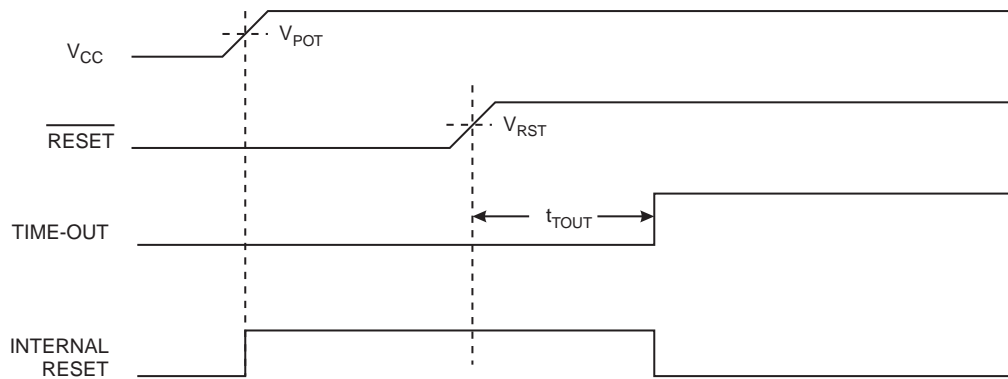 V_CC
V_POT
RESET
V_RST
TIME-OUT
t_TOUT
INTERNAL
RESET